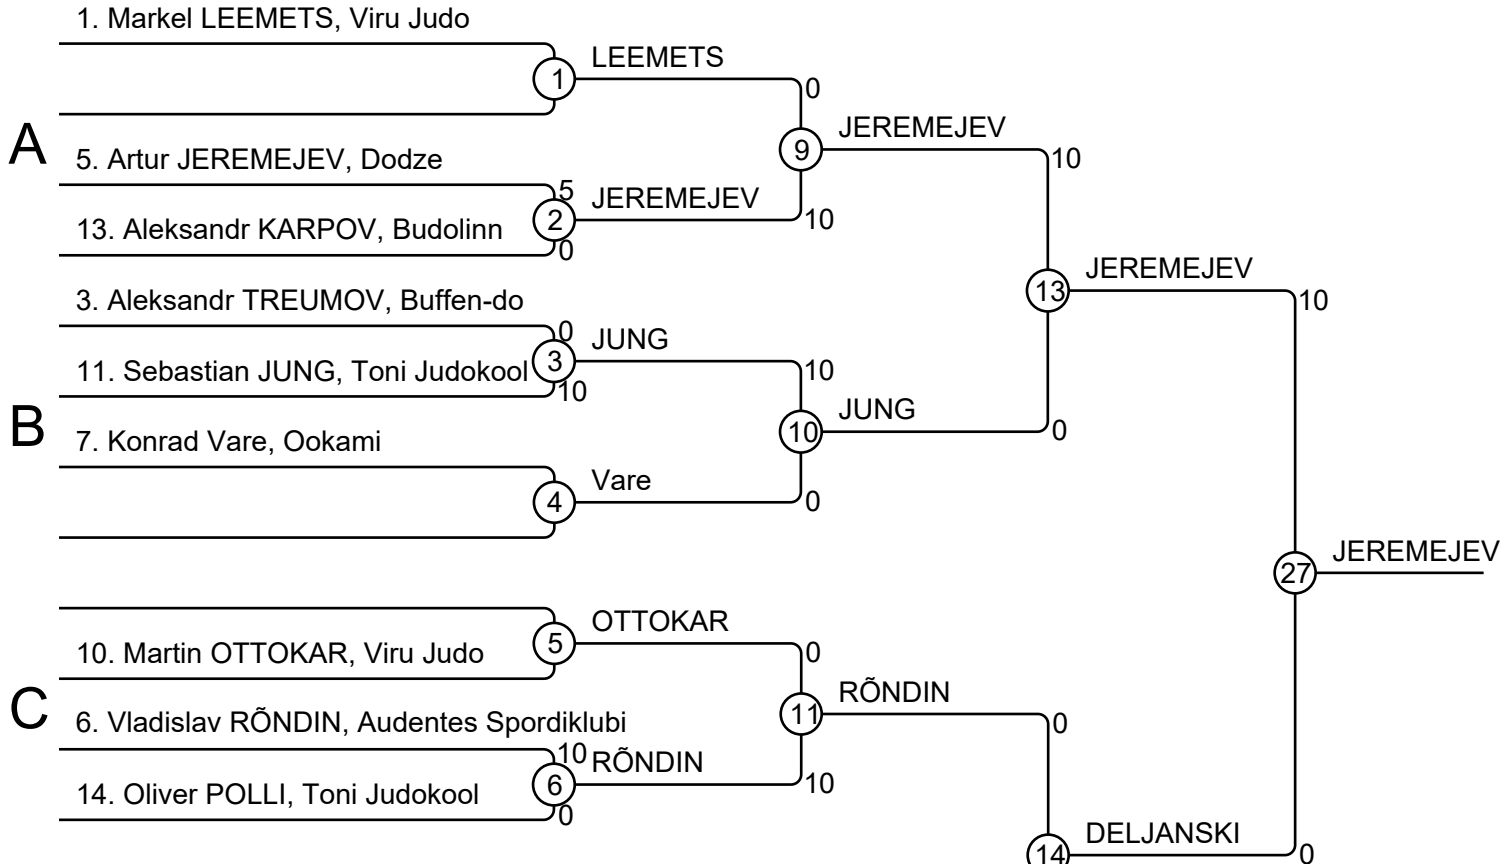 1. Markel LEEMETS, Viru Judo
1
LEEMETS
0
A
9
JEREMEJEV
10
5. Artur JEREMEJEV, Dodze
5
2
JEREMEJEV
10
13. Aleksandr KARPOV, Budolinn
0
13
JEREMEJEV
10
3. Aleksandr TREUMOV, Buffen-do
0
3
JUNG
10
11. Sebastian JUNG, Toni Judokool
10
B
10
JUNG
0
7. Konrad Vare, Ookami
4
Vare
0
27
JEREMEJEV
5
OTTOKAR
0
10. Martin OTTOKAR, Viru Judo
C
11
RÕNDIN
0
6. Vladislav RÕNDIN, Audentes Spordiklubi
10
6
RÕNDIN
10
14. Oliver POLLI, Toni Judokool
0
14
DELJANSKI
0